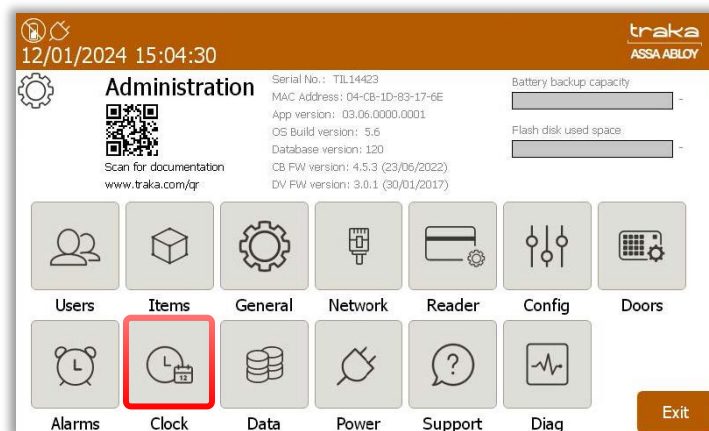 12/01/2024 15:04:30
traka
ASSA ABLOY
Administration
Scan for documentation
www.traka.com/qr
Serial No.: TIL14423
MAC Address: 04-CB-1D-83-17-6E
App version: 03.06.0000.0001
OS Build version: 5.6
Database version: 120
CB FW version: 4.5.3 (23/06/2022)
DV FW version: 3.0.1 (30/01/2017)
Battery backup capacity
-
Flash disk used space
-
Users Items General Network Reader Config Doors
12
?
Alarms Clock Data Power Support Diag
Exit